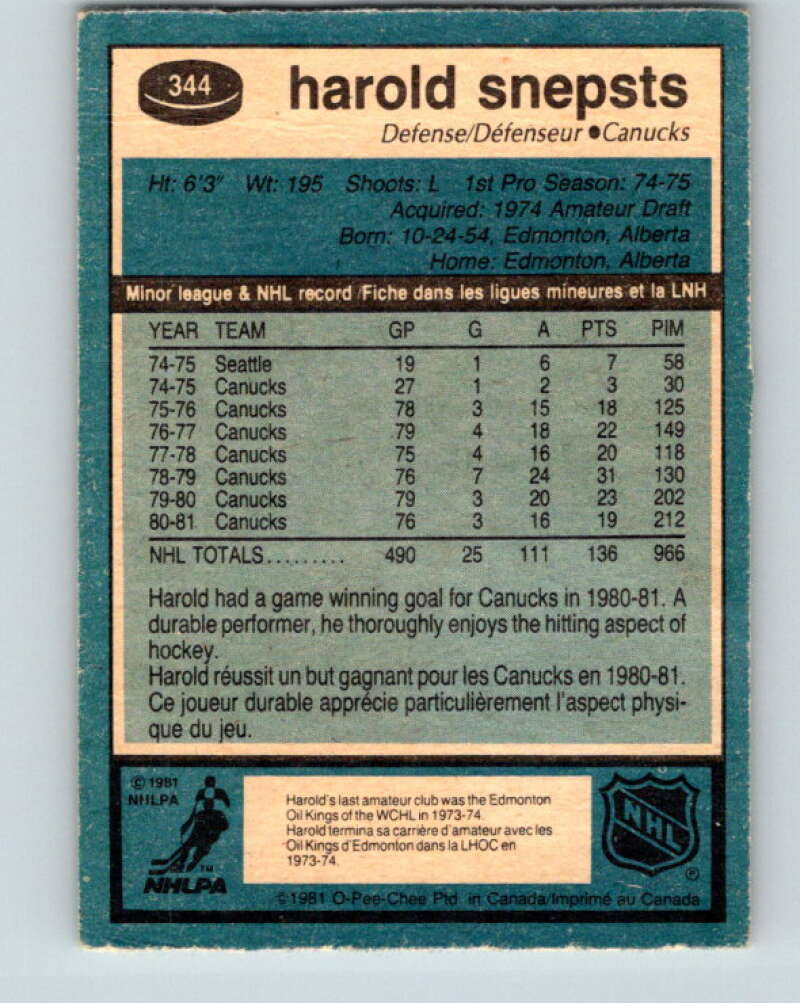 344
harold snepsts
Defense/Défenseur ●Canucks
Ht: 6'3" Wt: 195 Shoots: L 1st Pro Season: 74-75
Acquired: 1974 Amateur Draft
Born: 10-24-54, Edmonton, Alberta
Home: Edmonton, Alberta
Minor league & NHL record/Fiche dans les ligues mineures et la LNH
YEAR TEAM GP G A PTS PIM
74-75 Seattle 19 1 6 7 58
74-75 Canucks 27 1 2 3 30
75-76 Canucks 78 3 15 18 125
76-77 Canucks 79 4 18 22 149
77-78 Canucks 75 4 16 20 118
78-79 Canucks 76 7 24 31 130
79-80 Canucks 79 3 20 23 202
80-81 Canucks 76 3 16 19 212
NHL TOTALS......... 490 25 111 136 966
Harold had a game winning goal for Canucks in 1980-81. A
durable performer, he thoroughly enjoys the hitting aspect of
hockey.
Harold réussit un but gagnant pour les Canucks en 1980-81.
Ce joueur durable apprécie particulièrement l'aspect physi-
que du jeu.
© 1981
NHLPA
TM
NHLPA
Harold's last amateur club was the Edmonton
Oil Kings of the WCHL in 1973-74.
Harold termina sa carrière d'amateur avec les
Oil Kings d'Edmonton dans la LHOC en
1973-74.
NHL
®
©1981 O-Pee-Chee Ptd in Canada/Imprimé au Canada